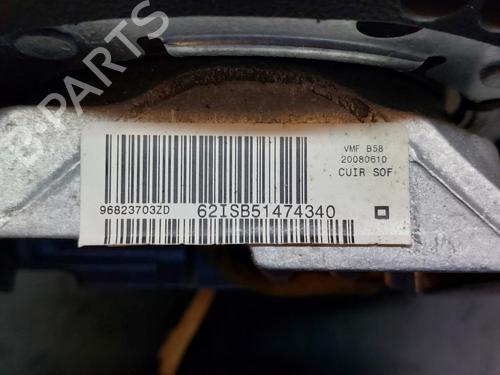 B-PARTS
VMF B58
20080610
CUIR SOF
96823703ZD 62ISB51474340